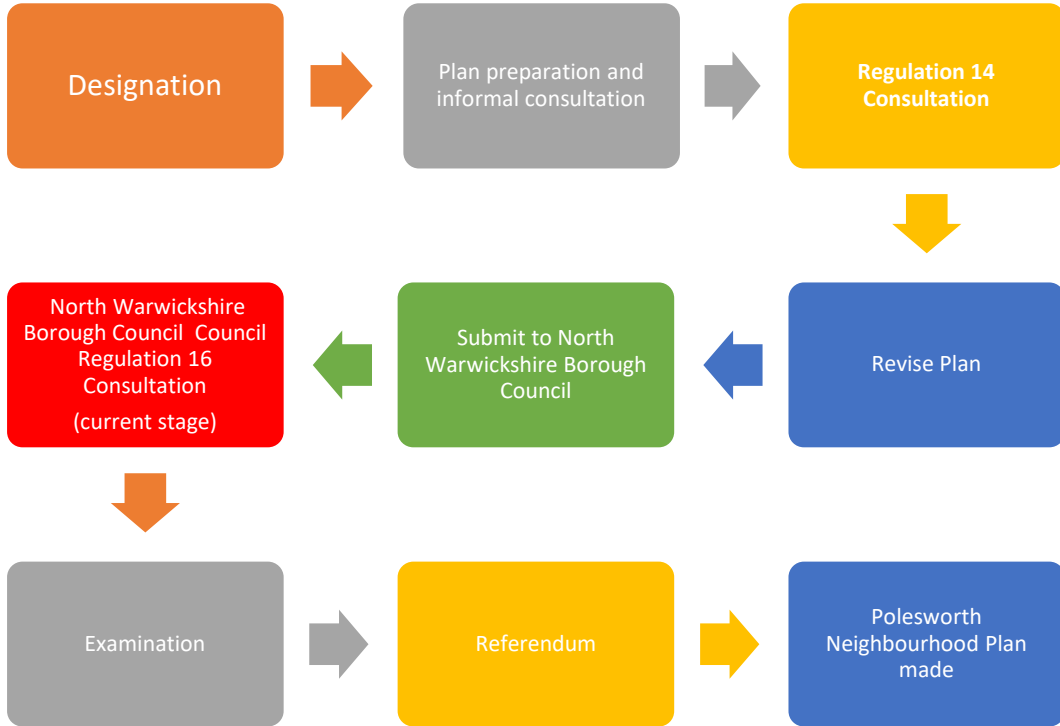 Designation
Plan preparation and
informal consultation
Regulation 14
Consultation
Revise Plan
Submit to North
Warwickshire Borough
Council
North Warwickshire
Borough Council  Council
Regulation 16
Consultation
(current stage)
Examination
Referendum
Polesworth
Neighbourhood Plan
made